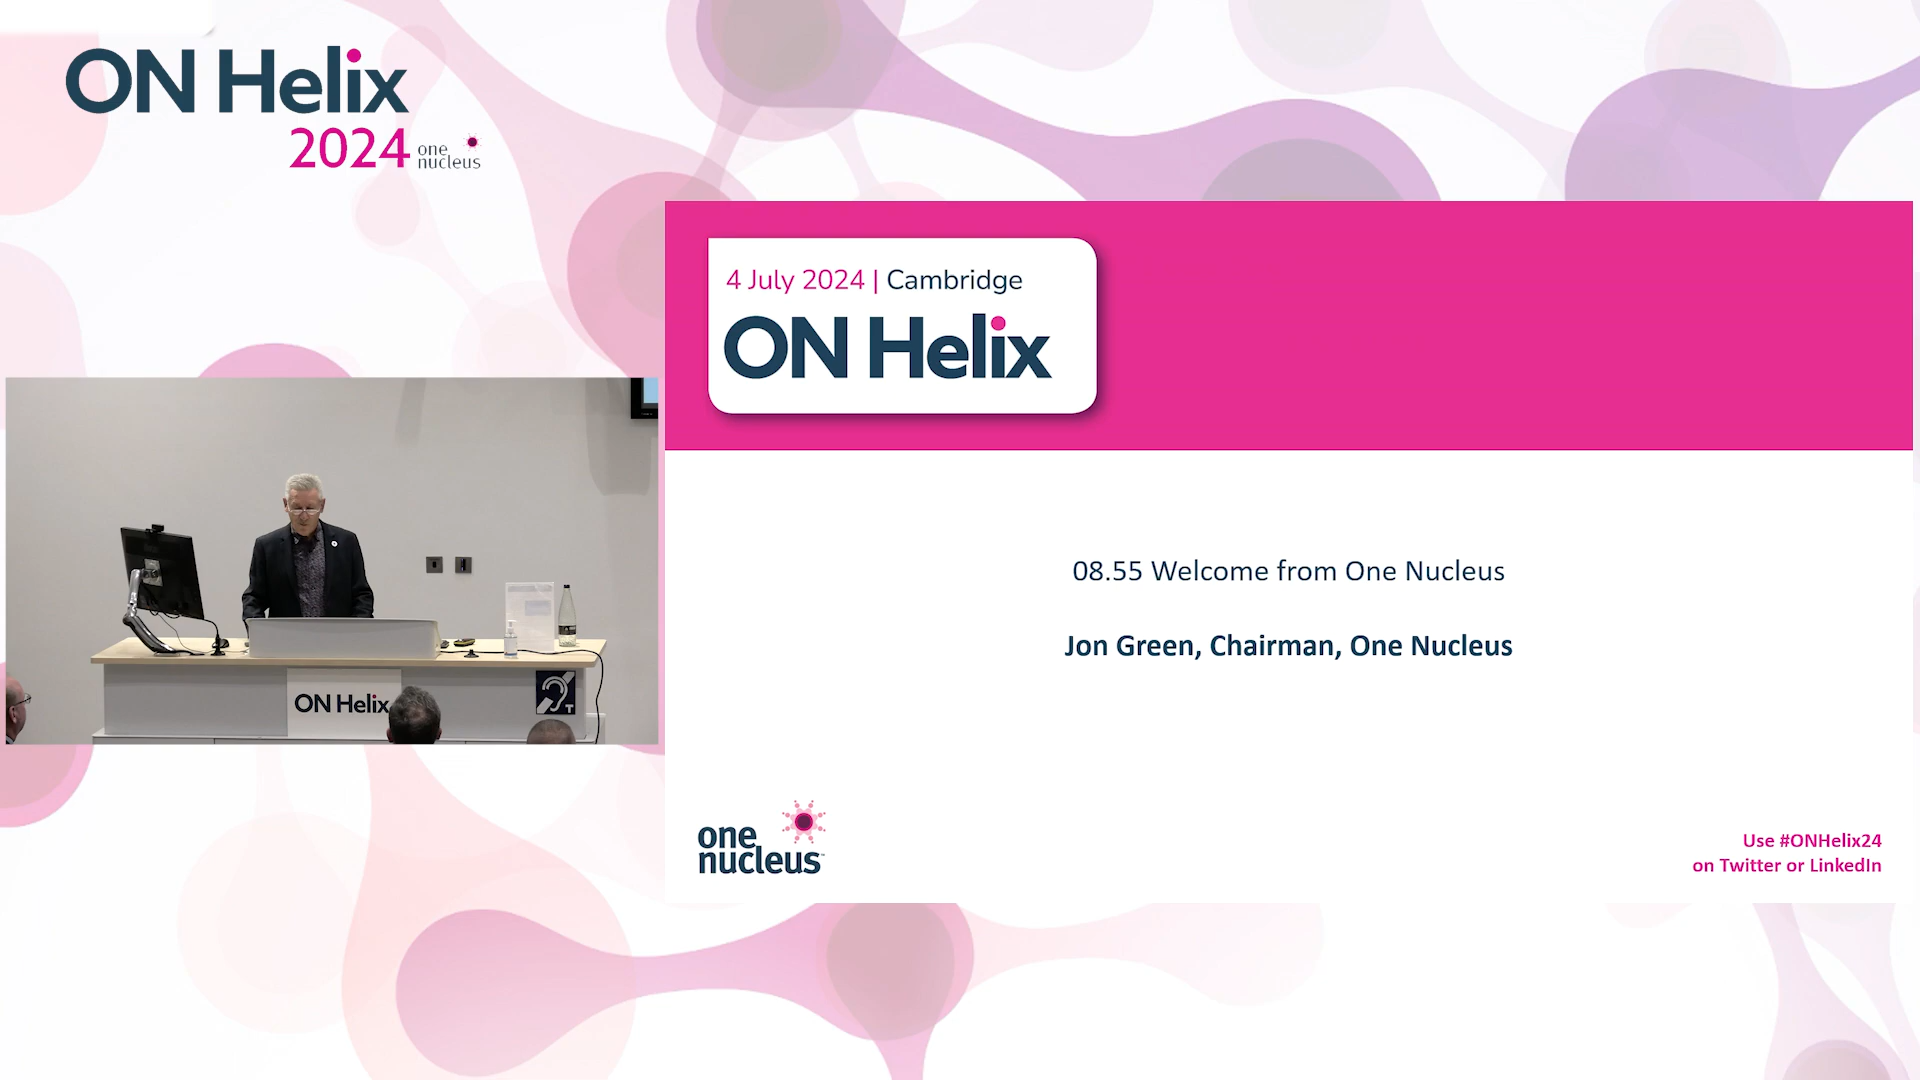 ON Helix
2024
one
nucleus
4 July 2024 | Cambridge
ON Helix
08.55 Welcome from One Nucleus
Jon Green, Chairman, One Nucleus
one
nucleus
Use #ONHelix24
on Twitter or LinkedIn
ON Helix
T